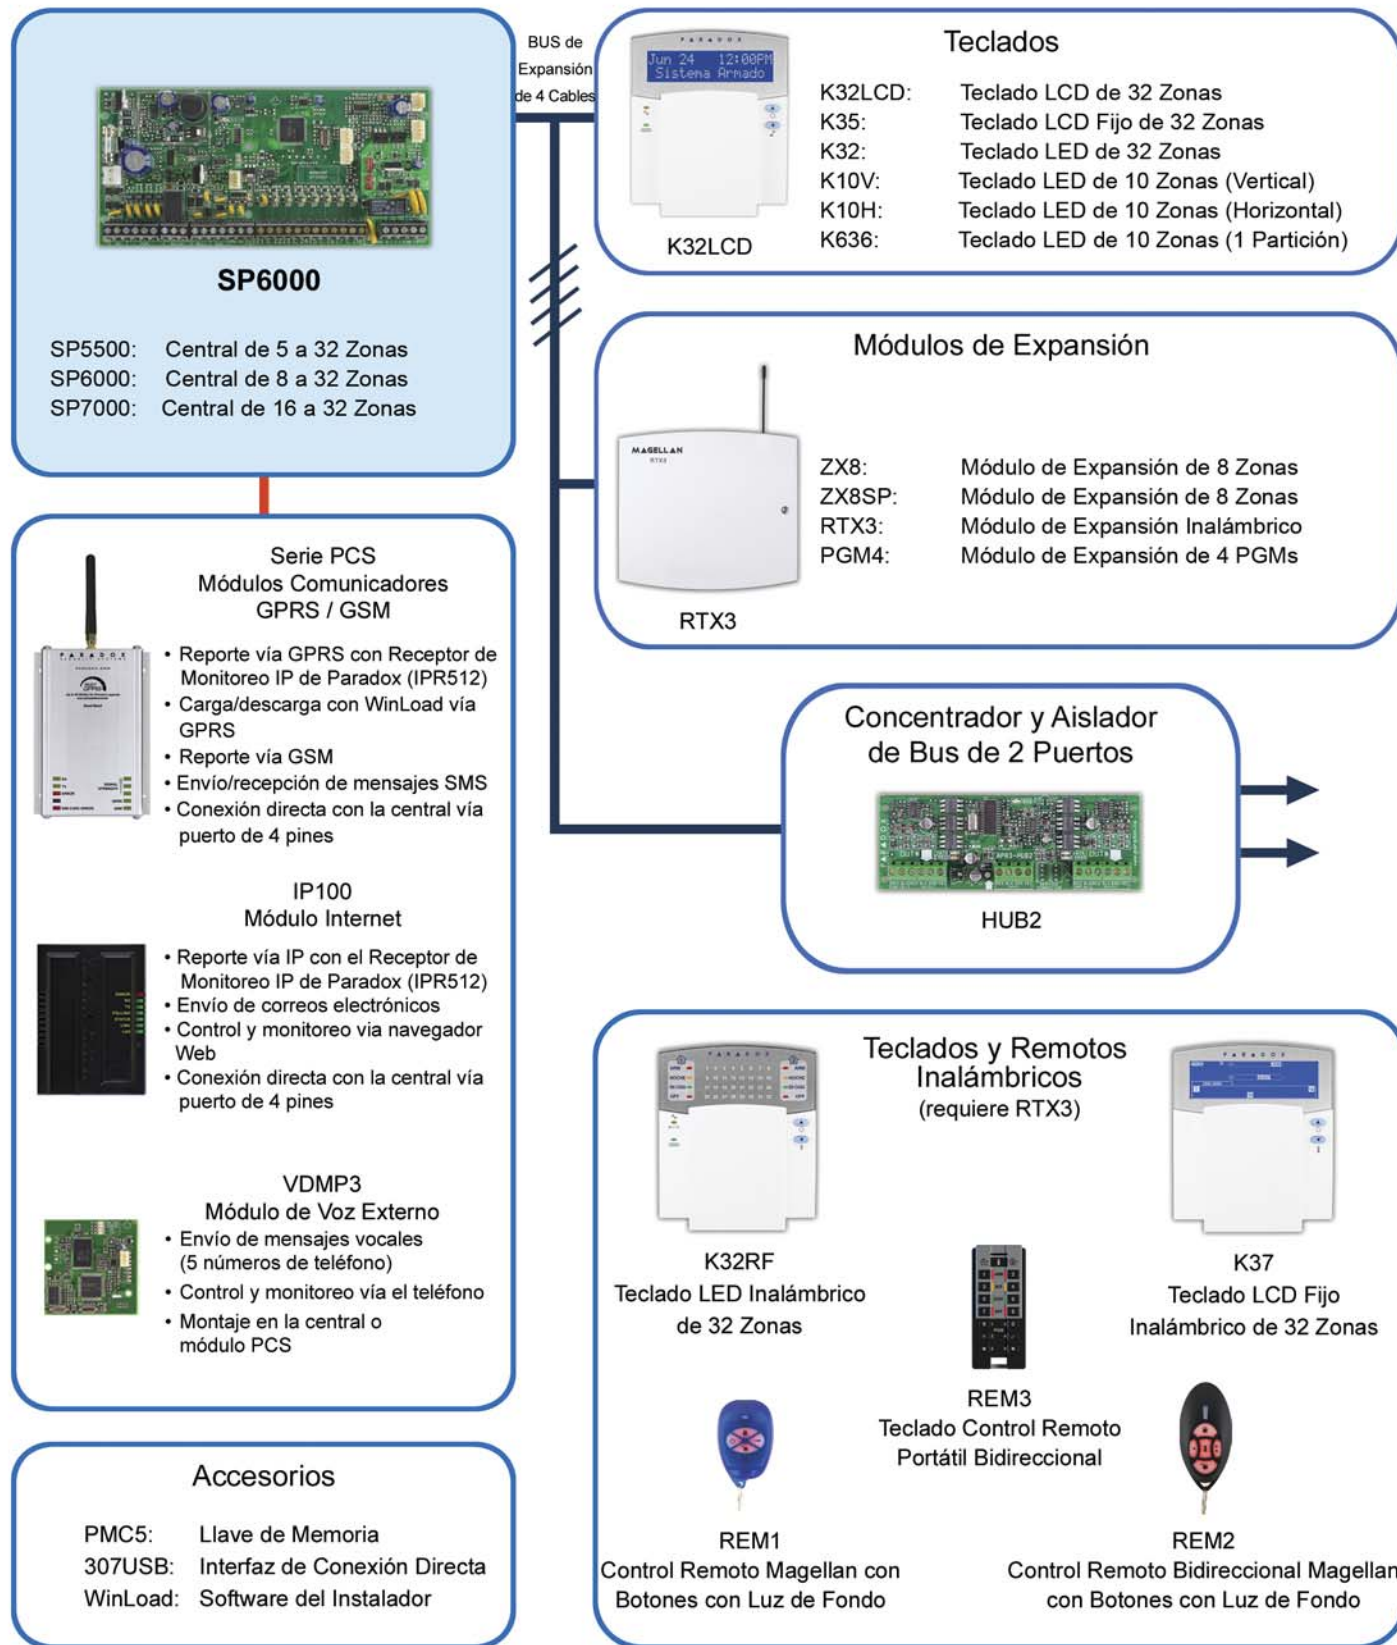 SP6000
SP5500: Central de 5 a 32 Zonas
SP6000: Central de 8 a 32 Zonas
SP7000: Central de 16 a 32 Zonas
BUS de
Expansión
de 4 Cables
PARADOX
Jun 24 12:00PM
Sistema Armado
K32LCD
Teclados
K32LCD: Teclado LCD de 32 Zonas
K35: Teclado LCD Fijo de 32 Zonas
K32: Teclado LED de 32 Zonas
K10V: Teclado LED de 10 Zonas (Vertical)
K10H: Teclado LED de 10 Zonas (Horizontal)
K636: Teclado LED de 10 Zonas (1 Partición)
Módulos de Expansión
MAGELLAN
RTX3
RTX3
ZX8: Módulo de Expansión de 8 Zonas
ZX8SP: Módulo de Expansión de 8 Zonas
RTX3: Módulo de Expansión Inalámbrico
PGM4: Módulo de Expansión de 4 PGMs
Serie PCS
Módulos Comunicadores
GPRS / GSM
PARADOX
• Reporte vía GPRS con Receptor de
Monitoreo IP de Paradox (IPR512)
• Carga/descarga con WinLoad vía
GPRS
• Reporte vía GSM
• Envío/recepción de mensajes SMS
• Conexión directa con la central vía
puerto de 4 pines
IP100
Módulo Internet
• Reporte vía IP con el Receptor de
Monitoreo IP de Paradox (IPR512)
• Envío de correos electrónicos
• Control y monitoreo via navegador
Web
• Conexión directa con la central vía
puerto de 4 pines
VDMP3
Módulo de Voz Externo
• Envío de mensajes vocales
(5 números de teléfono)
• Control y monitoreo vía el teléfono
• Montaje en la central o
módulo PCS
Concentrador y Aislador
de Bus de 2 Puertos
HUB2
Teclados y Remotos
Inalámbricos
(requiere RTX3)
PARADOX
K32RF
Teclado LED Inalámbrico
de 32 Zonas
PARADOX
K37
Teclado LCD Fijo
Inalámbrico de 32 Zonas
REM3
Teclado Control Remoto
Portátil Bidireccional
REM1
Control Remoto Magellan con
Botones con Luz de Fondo
REM2
Control Remoto Bidireccional Magellan
con Botones con Luz de Fondo
Accesorios
PMC5: Llave de Memoria
307USB: Interfaz de Conexión Directa
WinLoad: Software del Instalador